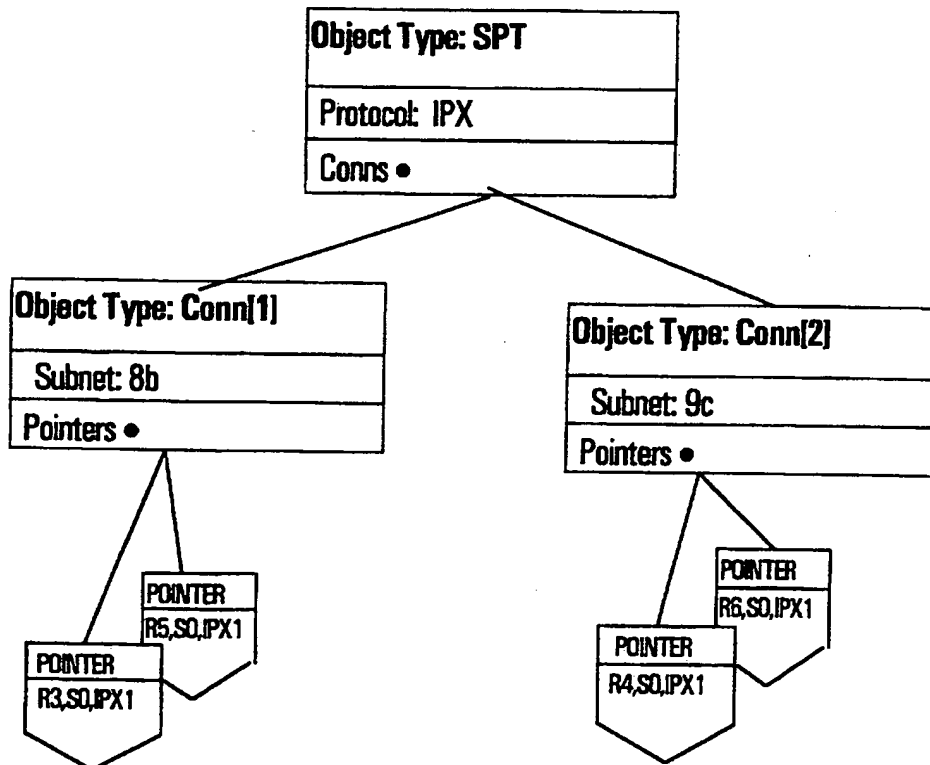 Object Type: SPT
Protocol: IPX
Conns •
Object Type: Conn[1]
Subnet: 8b
Pointers •
Object Type: Conn[2]
Subnet: 9c
Pointers •
POINTER
R5,S0,IPX1
POINTER
R3,S0,IPX1
POINTER
R6,S0,IPX1
POINTER
R4,S0,IPX1